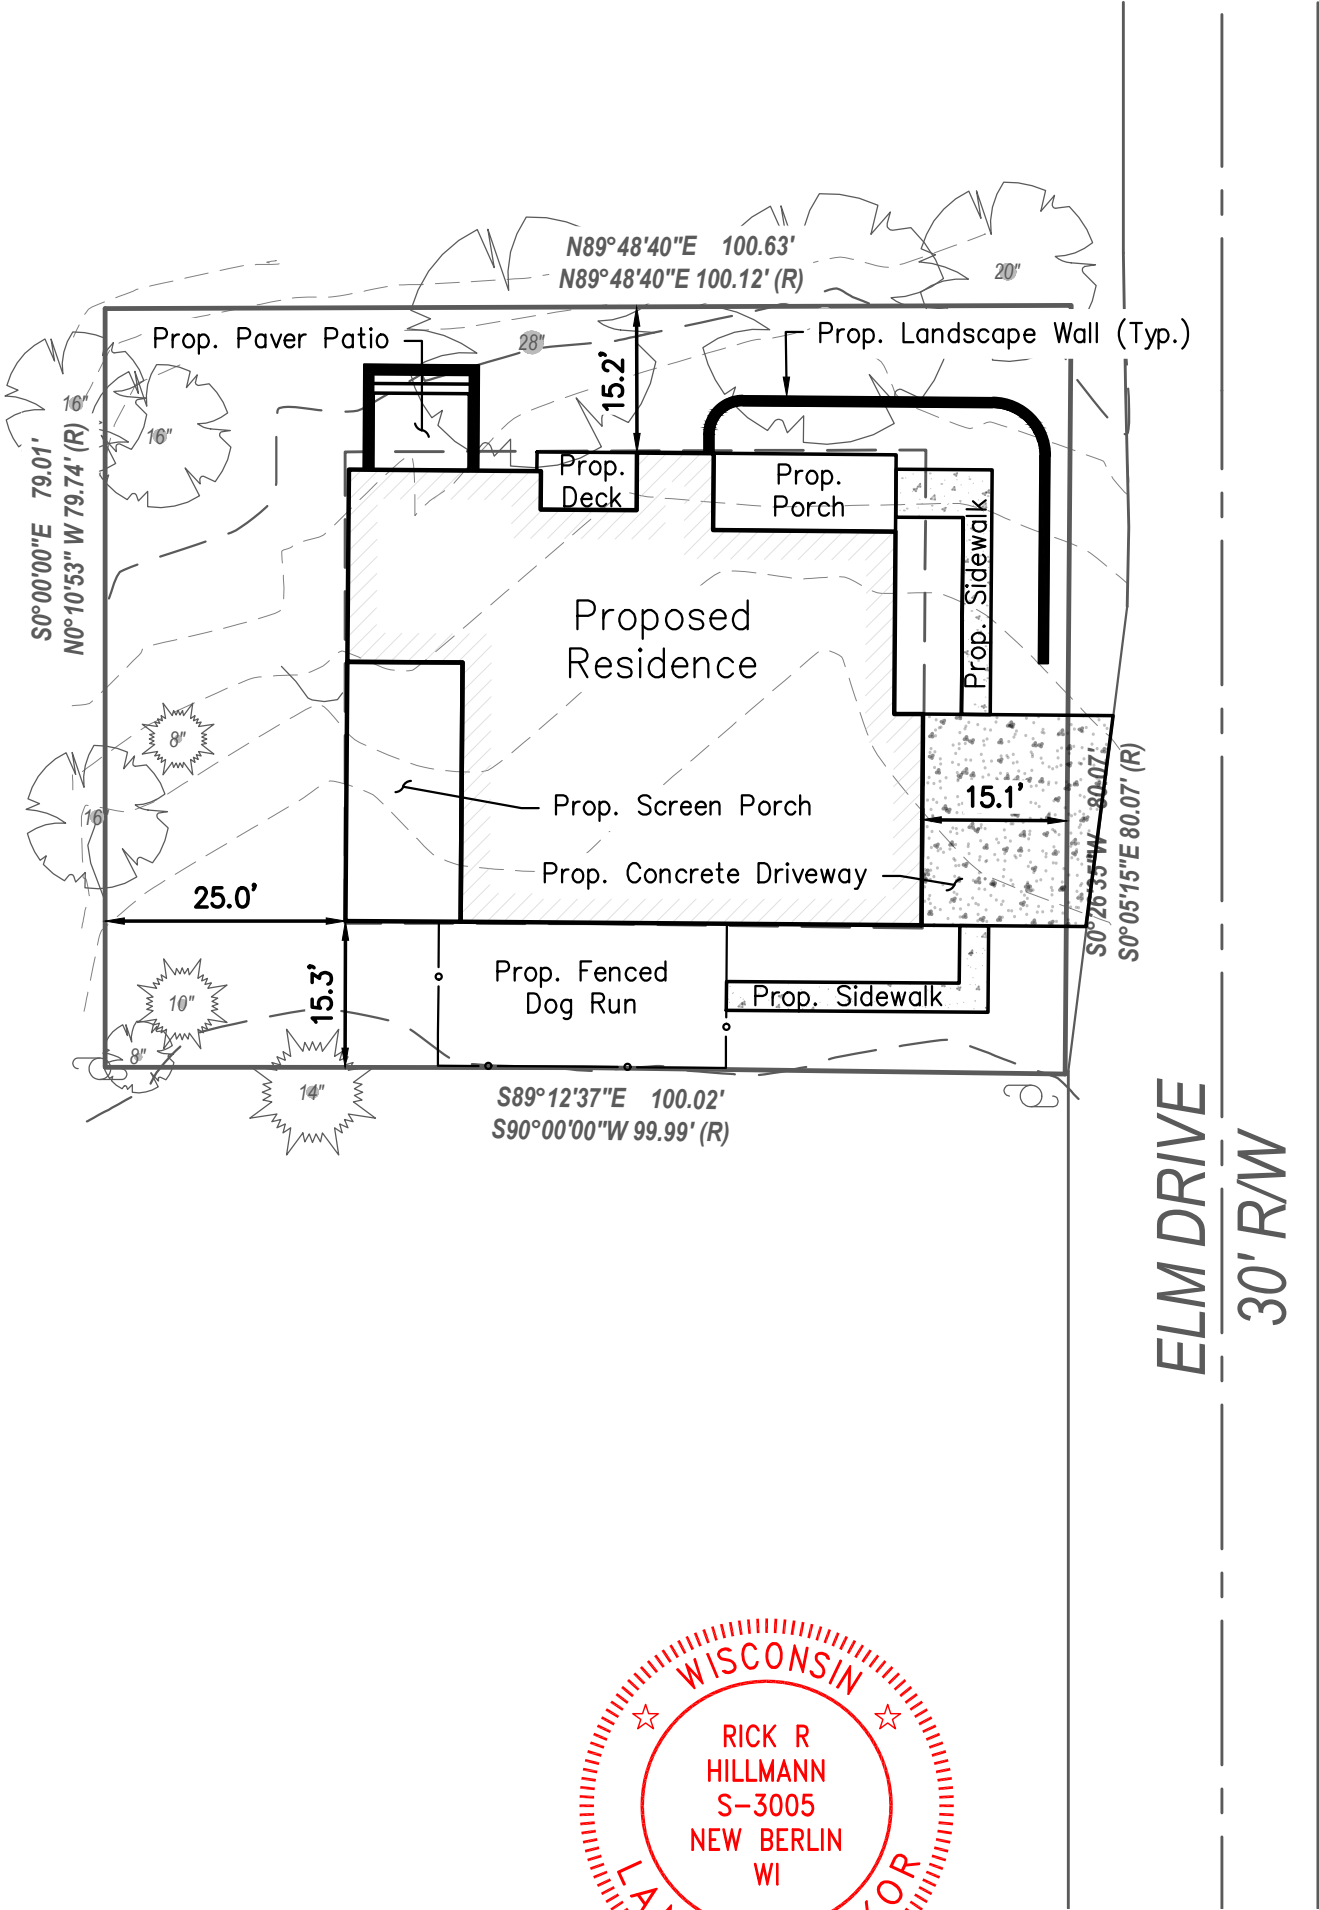 N89°48'40"E 100.63'
N89°48'40"E 100.12' (R)
20"
Prop. Paver Patio
28"
15.2'
Prop. Landscape Wall (Typ.)
16"
16"
S0°00'00"E 79.01'
N0°10'53" W 79.74' (R)
Prop.
Deck
Prop.
Porch
Prop. Sidewalk
Proposed
Residence
8"
16"
Prop. Screen Porch
15.1'
S0°26'35"W 80.07'
S0°05'15"E 80.07' (R)
Prop. Concrete Driveway
25.0'
15.3'
Prop. Fenced
Dog Run
Prop. Sidewalk
10"
8"
14"
S89°12'37"E 100.02'
S90°00'00"W 99.99' (R)
ELM DRIVE
30' R/W
WISCONSIN
RICK R
HILLMANN
S-3005
NEW BERLIN
WI